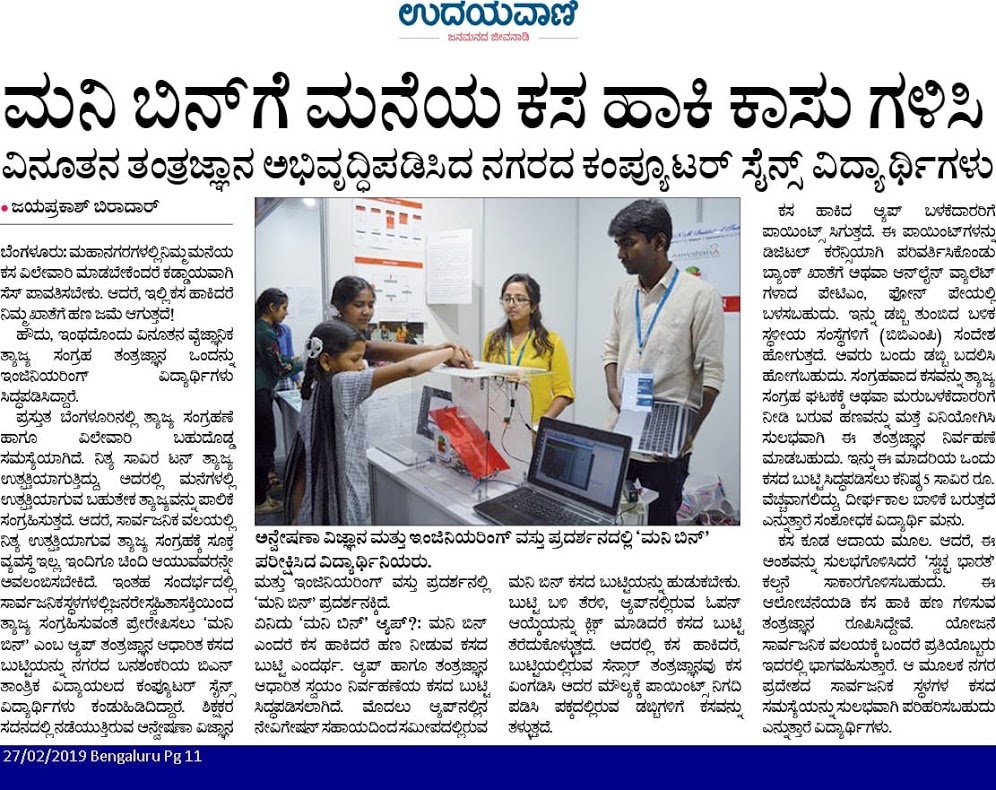 ಉದಯವಾಣಿ
ಜನಮನದ ಜೀವನಾಡಿ
ಮನಿ ಬಿನ್‌ಗೆ ಮನೆಯ ಕಸ ಹಾಕಿ ಕಾಸು ಗಳಿಸಿ
ವಿನೂತನ ತಂತ್ರಜ್ಞಾನ ಅಭಿವೃದ್ಧಿಪಡಿಸಿದ ನಗರದ ಕಂಪ್ಯೂಟರ್ ಸೈನ್ಸ್ ವಿದ್ಯಾರ್ಥಿಗಳು
• ಜಯಪ್ರಕಾಶ್ ಬಿರಾದಾರ್
ಬೆಂಗಳೂರು: ಮಹಾನಗರಗಳಲ್ಲಿ ನಿಮ್ಮ ಮನೆಯ
ಕಸ ವಿಲೇವಾರಿ ಮಾಡಬೇಕೆಂದರೆ ಕಡ್ಡಾಯವಾಗಿ
ಸೆಸ್ ಪಾವತಿಸಬೇಕು. ಆದರೆ, ಇಲ್ಲಿ ಕಸ ಹಾಕಿದರೆ
ನಿಮ್ಮ ಖಾತೆಗೆ ಹಣ ಜಮೆ ಆಗುತ್ತದೆ!
ಹೌದು, ಇಂಥದೊಂದು ವಿನೂತನ ವೈಜ್ಞಾನಿಕ
ತ್ಯಾಜ್ಯ ಸಂಗ್ರಹ ತಂತ್ರಜ್ಞಾನ ಒಂದನ್ನು
ಇಂಜಿನಿಯರಿಂಗ್ ವಿದ್ಯಾರ್ಥಿಗಳು
ಸಿದ್ಧಪಡಿಸಿದ್ದಾರೆ.
ಪ್ರಸ್ತುತ ಬೆಂಗಳೂರಿನಲ್ಲಿ ತ್ಯಾಜ್ಯ ಸಂಗ್ರಹಣೆ
ಹಾಗೂ ವಿಲೇವಾರಿ ಬಹುದೊಡ್ಡ
ಸಮಸ್ಯೆಯಾಗಿದೆ. ನಿತ್ಯ ಸಾವಿರ ಟನ್ ತ್ಯಾಜ್ಯ
ಉತ್ಪತ್ತಿಯಾಗುತ್ತಿದ್ದು, ಅದರಲ್ಲಿ ಮನೆಗಳಲ್ಲಿ
ಉತ್ಪತ್ತಿಯಾಗುವ ಬಹುತೇಕ ತ್ಯಾಜ್ಯವನ್ನು ಪಾಲಿಕೆ
ಸಂಗ್ರಹಿಸುತ್ತದೆ. ಆದರೆ, ಸಾರ್ವಜನಿಕ ವಲಯಲ್ಲಿ
ನಿತ್ಯ ಉತ್ಪತ್ತಿಯಾಗುವ ತ್ಯಾಜ್ಯ ಸಂಗ್ರಹಕ್ಕೆ ಸೂಕ್ತ
ವ್ಯವಸ್ಥೆ ಇಲ್ಲ. ಇಂದಿಗೂ ಚಿಂದಿ ಆಯುವವರನ್ನೇ
ಅವಲಂಬಿಸಬೇಕಿದೆ. ಇಂತಹ ಸಂದರ್ಭದಲ್ಲಿ
ಸಾರ್ವಜನಿಕ ಸ್ಥಳಗಳಲ್ಲಿ ಜನರೇ ಸ್ವಹಿತಾಸಕ್ತಿಯಿಂದ
ತ್ಯಾಜ್ಯ ಸಂಗ್ರಹಿಸುವಂತೆ ಪ್ರೇರೇಪಿಸಲು ‘ಮನಿ
ಬಿನ್’ ಎಂಬ ಆ್ಯಪ್ ತಂತ್ರಜ್ಞಾನ ಆಧಾರಿತ ಕಸದ
ಬುಟ್ಟಿಯನ್ನು ನಗರದ ಬನಶಂಕರಿಯ ಬಿಎನ್
ತಾಂತ್ರಿಕ ವಿದ್ಯಾಲಯದ ಕಂಪ್ಯೂಟರ್ ಸೈನ್ಸ್
ವಿದ್ಯಾರ್ಥಿಗಳು ಕಂಡುಹಿಡಿದಿದ್ದಾರೆ. ಶಿಕ್ಷಕರ
ಸದನದಲ್ಲಿ ನಡೆಯುತ್ತಿರುವ ಅನ್ವೇಷಣಾ ವಿಜ್ಞಾನ
ಅನ್ವೇಷಣಾ ವಿಜ್ಞಾನ ಮತ್ತು ಇಂಜಿನಿಯರಿಂಗ್ ವಸ್ತು ಪ್ರದರ್ಶನದಲ್ಲಿ ‘ಮನಿ ಬಿನ್’
ಪರೀಕ್ಷಿಸಿದ ವಿದ್ಯಾರ್ಥಿನಿಯರು.
ಮತ್ತು ಇಂಜಿನಿಯರಿಂಗ್ ವಸ್ತು ಪ್ರದರ್ಶನಲ್ಲಿ
‘ಮನಿ ಬಿನ್’ ಪ್ರದರ್ಶನಕ್ಕಿದೆ.
ಏನಿದು ‘ಮನಿ ಬಿನ್’ ಆ್ಯಪ್?: ಮನಿ ಬಿನ್
ಎಂದರೆ ಕಸ ಹಾಕಿದರೆ ಹಣ ನೀಡುವ ಕಸದ
ಬುಟ್ಟಿ ಎಂದರ್ಥ. ಆ್ಯಪ್ ಹಾಗೂ ತಂತ್ರಜ್ಞಾನ
ಆಧಾರಿತ ಸ್ವಯಂ ನಿರ್ವಹಣೆಯ ಕಸದ ಬುಟ್ಟಿ
ಸಿದ್ಧಪಡಿಸಲಾಗಿದೆ. ಮೊದಲು ಆ್ಯಪ್‌ನಲ್ಲಿನ
ನೇವಿಗೇಷನ್ ಸಹಾಯದಿಂದ ಸಮೀಪದಲ್ಲಿರುವ
ಮನಿ ಬಿನ್ ಕಸದ ಬುಟ್ಟಿಯನ್ನು ಹುಡುಕಬೇಕು.
ಬುಟ್ಟಿ ಬಳಿ ತೆರಳಿ, ಆ್ಯಪ್‌ನಲ್ಲಿರುವ ಓಪನ್
ಆಯ್ಕೆಯನ್ನು ಕ್ಲಿಕ್ ಮಾಡಿದರೆ ಕಸದ ಬುಟ್ಟಿ
ತೆರೆದುಕೊಳ್ಳುತ್ತದೆ. ಅದರಲ್ಲಿ ಕಸ ಹಾಕಿದರೆ,
ಬುಟ್ಟಿಯಲ್ಲಿರುವ ಸೆನ್ಸಾರ್ ತಂತ್ರಜ್ಞಾನವು ಕಸ
ವಿಂಗಡಿಸಿ ಅದರ ಮೌಲ್ಯಕ್ಕೆ ಪಾಯಿಂಟ್ಸ್ ನಿಗದಿ
ಪಡಿಸಿ ಪಕ್ಕದಲ್ಲಿರುವ ಡಬ್ಬಿಗಳಿಗೆ ಕಸವನ್ನು
ತಳ್ಳುತ್ತದೆ.
ಕಸ ಹಾಕಿದ ಆ್ಯಪ್ ಬಳಕೆದಾರರಿಗೆ
ಪಾಯಿಂಟ್ಸ್ ಸಿಗುತ್ತದೆ. ಈ ಪಾಯಿಂಟ್‌ಗಳನ್ನು
ಡಿಜಿಟಲ್ ಕರೆನ್ಸಿಯಾಗಿ ಪರಿವರ್ತಿಸಿಕೊಂಡು
ಬ್ಯಾಂಕ್ ಖಾತೆಗೆ ಅಥವಾ ಆನ್‌ಲೈನ್ ವ್ಯಾಲೆಟ್
ಗಳಾದ ಪೇಟಿಎಂ, ಫೋನ್ ಪೇಯಲ್ಲಿ
ಬಳಸಬಹುದು. ಇನ್ನು ಡಬ್ಬಿ ತುಂಬಿದ ಬಳಿಕ
ಸ್ಥಳೀಯ ಸಂಸ್ಥೆಗಳಿಗೆ (ಬಿಬಿಎಂಪಿ) ಸಂದೇಶ
ಹೋಗುತ್ತದೆ. ಅವರು ಬಂದು ಡಬ್ಬಿ ಬದಲಿಸಿ
ಹೋಗಬಹುದು. ಸಂಗ್ರಹವಾದ ಕಸವನ್ನು ತ್ಯಾಜ್ಯ
ಸಂಗ್ರಹ ಘಟಕಕ್ಕೆ ಅಥವಾ ಮರುಬಳಕೆದಾರರಿಗೆ
ನೀಡಿ ಬರುವ ಹಣವನ್ನು ಮತ್ತೆ ವಿನಿಯೋಗಿಸಿ
ಸುಲಭವಾಗಿ ಈ ತಂತ್ರಜ್ಞಾನ ನಿರ್ವಹಣೆ
ಮಾಡಬಹುದು. ಇನ್ನು ಈ ಮಾದರಿಯ ಒಂದು
ಕಸದ ಬುಟ್ಟಿ ಸಿದ್ಧಪಡಿಸಲು ಕನಿಷ್ಠ 5 ಸಾವಿರ ರೂ.
ವೆಚ್ಚವಾಗಲಿದ್ದು, ದೀರ್ಘಕಾಲ ಬಾಳಿಕೆ ಬರುತ್ತದೆ
ಎನ್ನುತ್ತಾರೆ ಸಂಶೋಧಕ ವಿದ್ಯಾರ್ಥಿ ಮನು.
ಕಸ ಕೂಡ ಆದಾಯ ಮೂಲ. ಆದರೆ, ಈ
ಅಂಶವನ್ನು ಸುಲಭಗೊಳಿಸಿದರೆ ‘ಸ್ವಚ್ಛ ಭಾರತ’
ಕಲ್ಪನೆ ಸಾಕಾರಗೊಳಿಸಬಹುದು. ಈ
ಆಲೋಚನೆಯಡಿ ಕಸ ಹಾಕಿ ಹಣ ಗಳಿಸುವ
ತಂತ್ರಜ್ಞಾನ ರೂಪಿಸಿದ್ದೇವೆ. ಯೋಜನೆ
ಸಾರ್ವಜನಿಕ ವಲಯಕ್ಕೆ ಬಂದರೆ ಪ್ರತಿಯೊಬ್ಬರು
ಇದರಲ್ಲಿ ಭಾಗವಹಿಸುತ್ತಾರೆ. ಆ ಮೂಲಕ ನಗರ
ಪ್ರದೇಶದ ಸಾರ್ವಜನಿಕ ಸ್ಥಳಗಳ ಕಸದ
ಸಮಸ್ಯೆಯನ್ನು ಸುಲಭವಾಗಿ ಪರಿಹರಿಸಬಹುದು
ಎನ್ನುತ್ತಾರೆ ವಿದ್ಯಾರ್ಥಿಗಳು.
27/02/2019 Bengaluru Pg 11